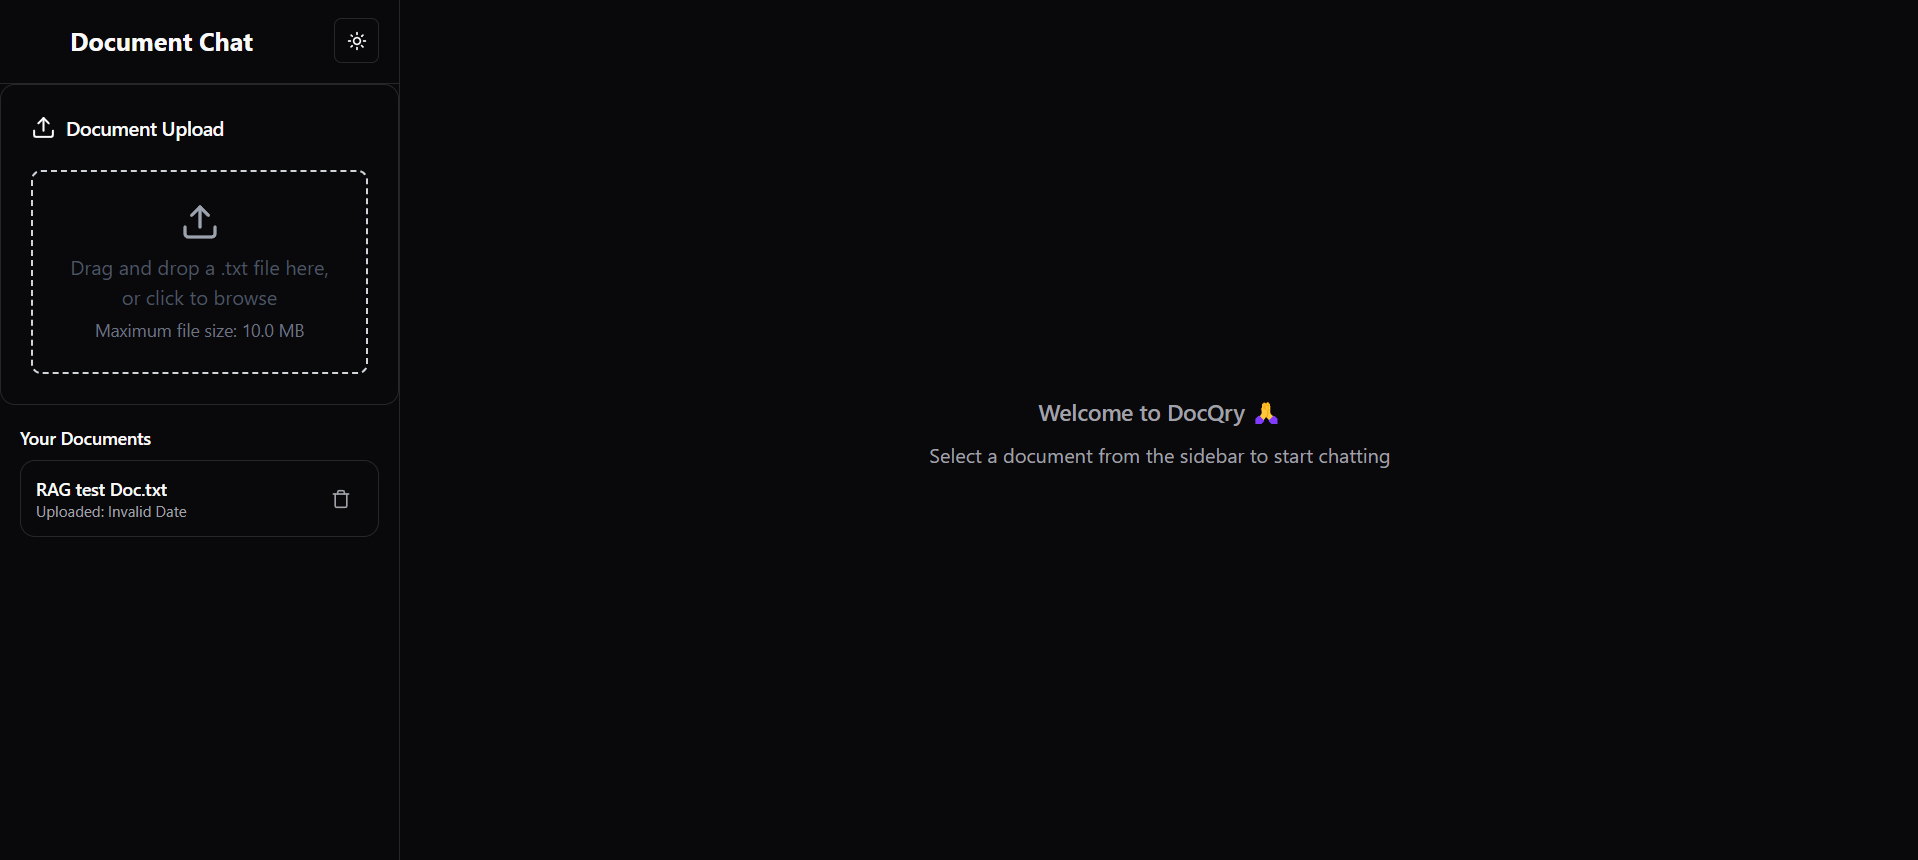 Document Chat
Document Upload
Drag and drop a .txt file here,
or click to browse
Maximum file size: 10.0 MB
Your Documents
RAG test Doc.txt
Uploaded: Invalid Date
Welcome to DocQry 🙏
Select a document from the sidebar to start chatting